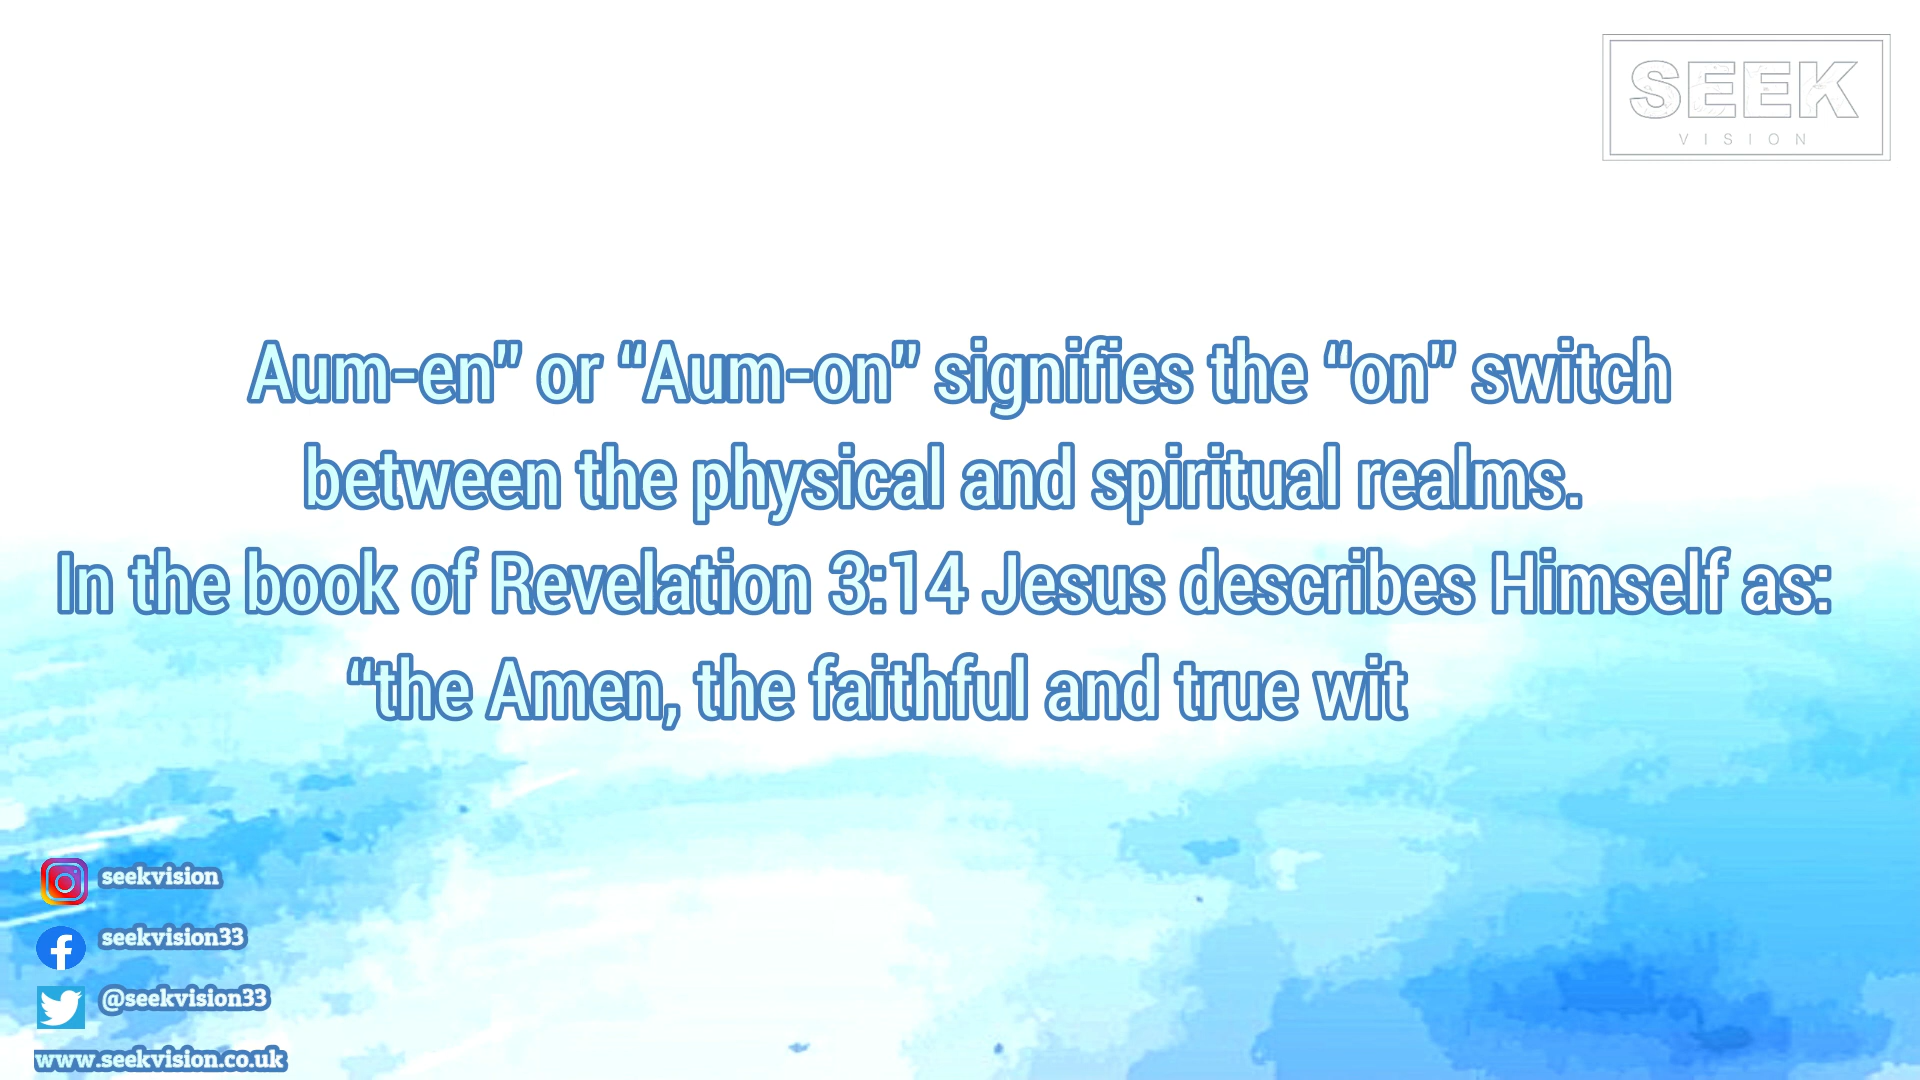 SEEK
VISION
Aum-en” or “Aum-on” signifies the “on” switch
between the physical and spiritual realms.
In the book of Revelation 3:14 Jesus describes Himself as:
“the Amen, the faithful and true wit
seekvision
seekvision33
@seekvision33
www.seekvision.co.uk